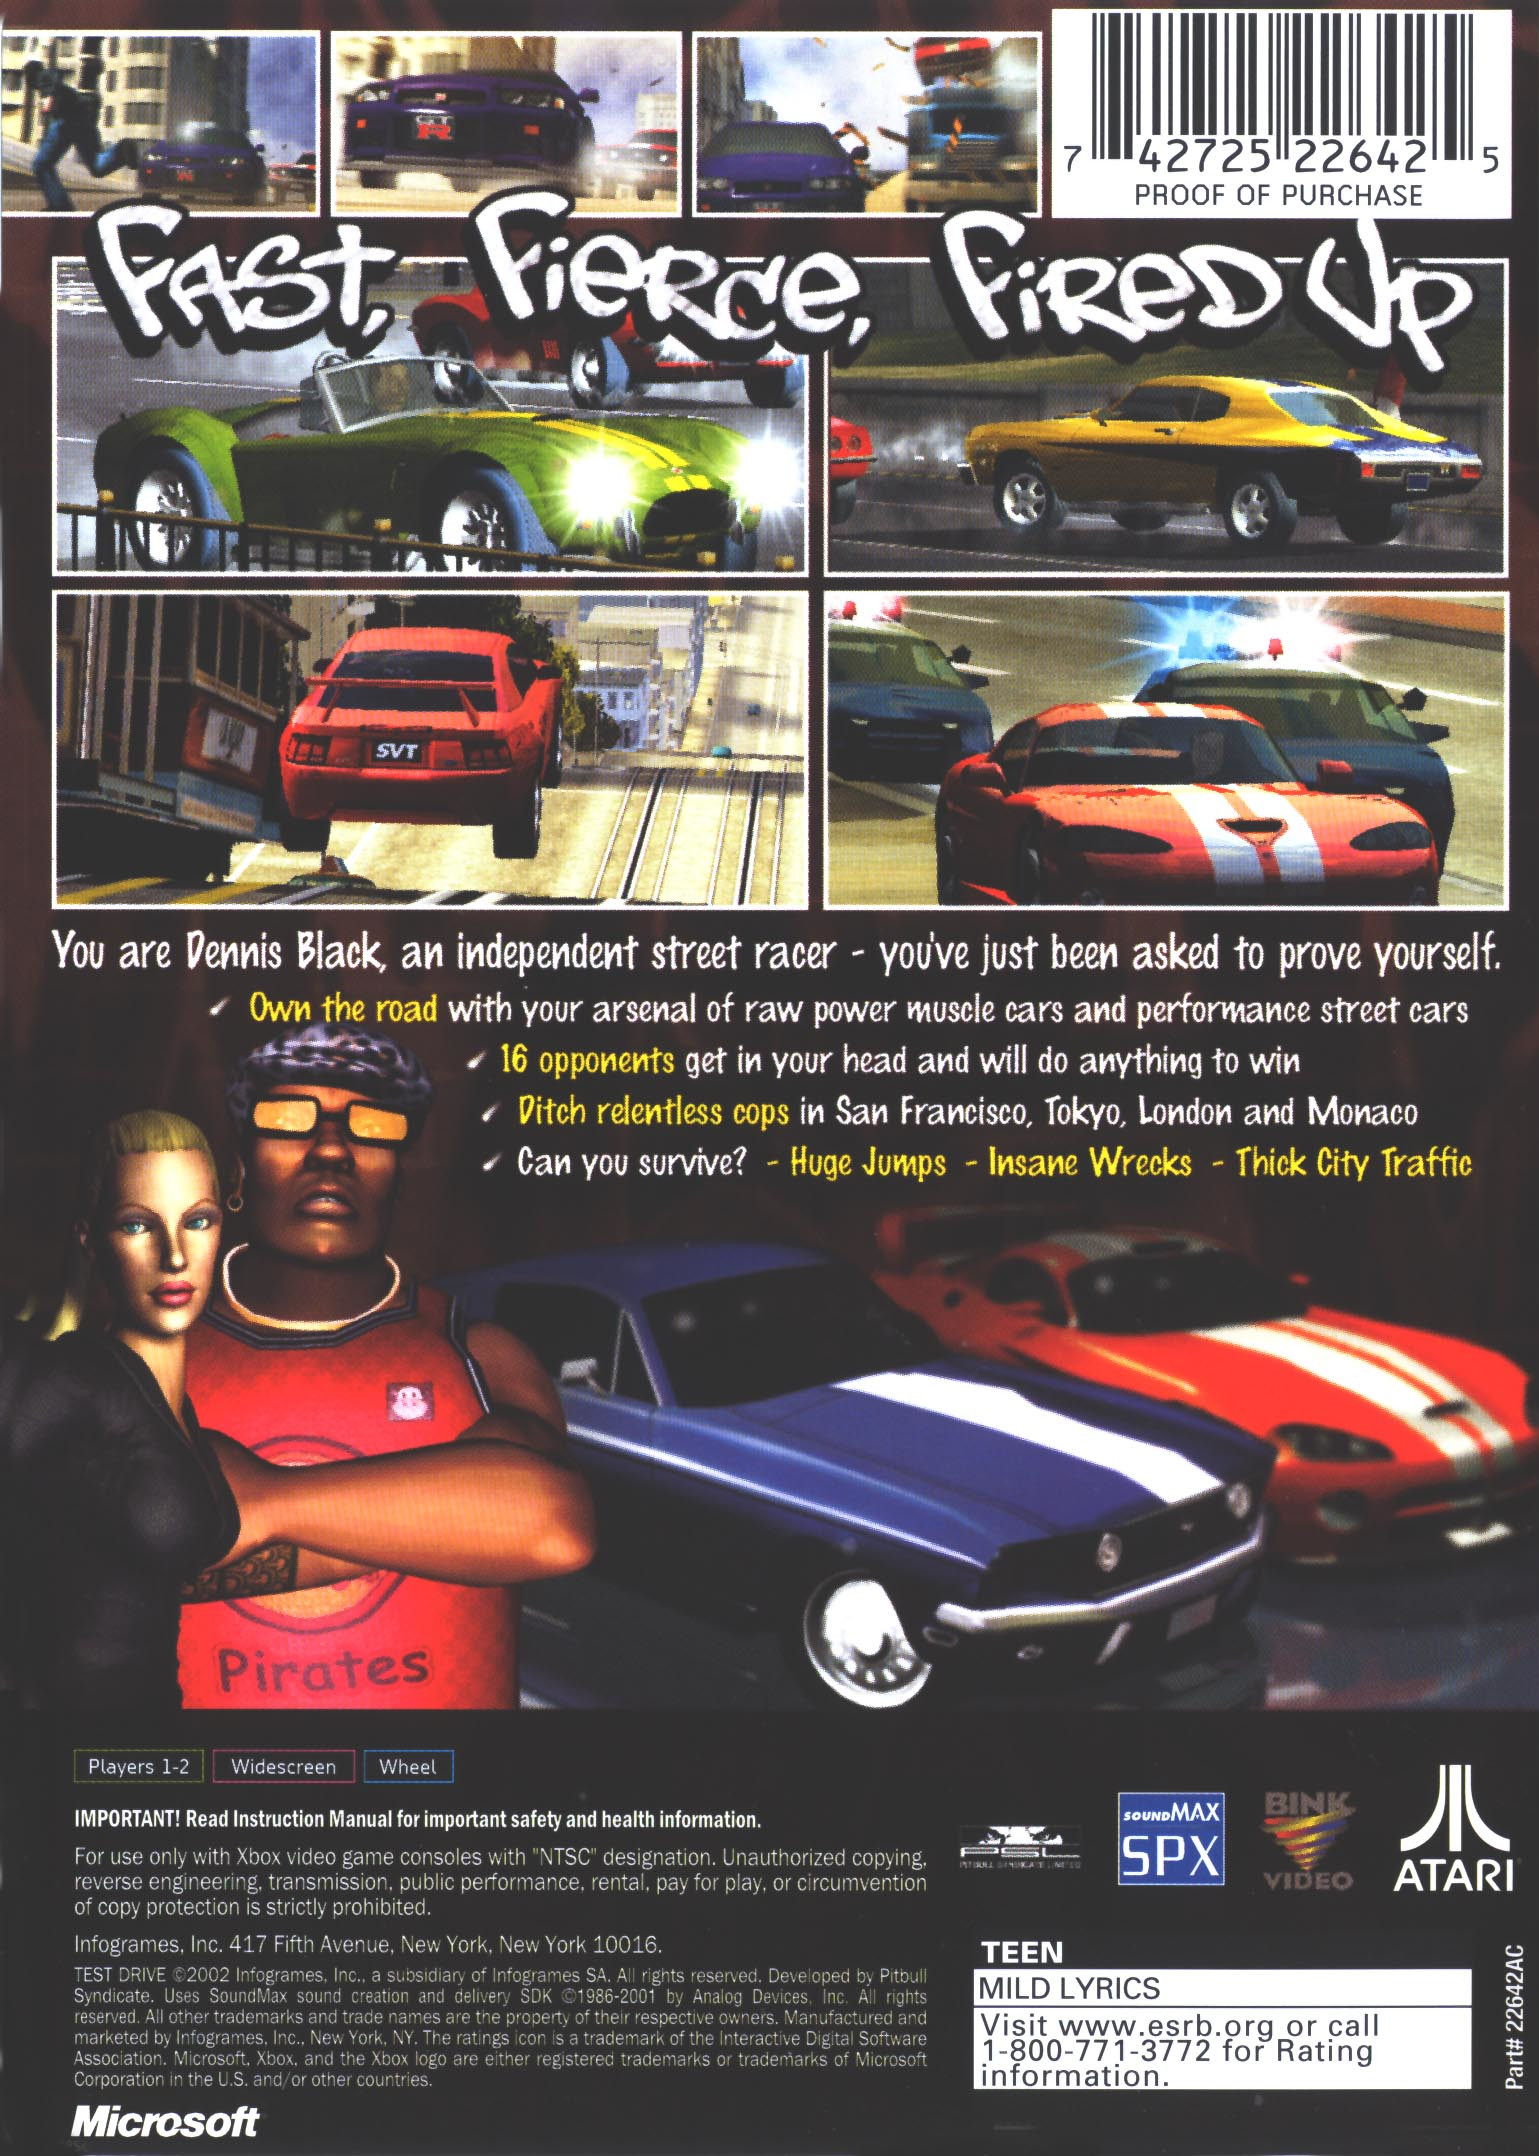 7 42725 22642 5
PROOF OF PURCHASE
GT
R
Fast, Fierce, Fired Up
SVT
You are Dennis Black, an independent street racer - you've just been asked to prove yourself.
✓ Own the road with your arsenal of raw power muscle cars and performance street cars
✓ 16 opponents get in your head and will do anything to win
✓ Ditch relentless cops in San Francisco, Tokyo, London and Monaco
✓ Can you survive? - Huge Jumps - Insane Wrecks - Thick City Traffic
Pirates
Players 1-2 Widescreen Wheel
IMPORTANT! Read Instruction Manual for important safety and health information.
For use only with Xbox video game consoles with "NTSC" designation. Unauthorized copying,
reverse engineering, transmission, public performance, rental, pay for play, or circumvention
of copy protection is strictly prohibited.
Infogrames, Inc. 417 Fifth Avenue, New York, New York 10016.
TEST DRIVE ©2002 Infogrames, Inc., a subsidiary of Infogrames SA. All rights reserved. Developed by Pitbull
Syndicate. Uses SoundMax sound creation and delivery SDK ©1986-2001 by Analog Devices, Inc. All rights
reserved. All other trademarks and trade names are the property of their respective owners. Manufactured and
marketed by Infogrames, Inc., New York, NY. The ratings icon is a trademark of the Interactive Digital Software
Association. Microsoft, Xbox, and the Xbox logo are either registered trademarks or trademarks of Microsoft
Corporation in the U.S. and/or other countries.
Microsoft
PSL
PITBULL SYNDICATE LIMITED
SOUNDMAX
SPX
BINK
VIDEO
ATARI
TEEN
MILD LYRICS
Visit www.esrb.org or call
1-800-771-3772 for Rating
information.
Part# 22642AC